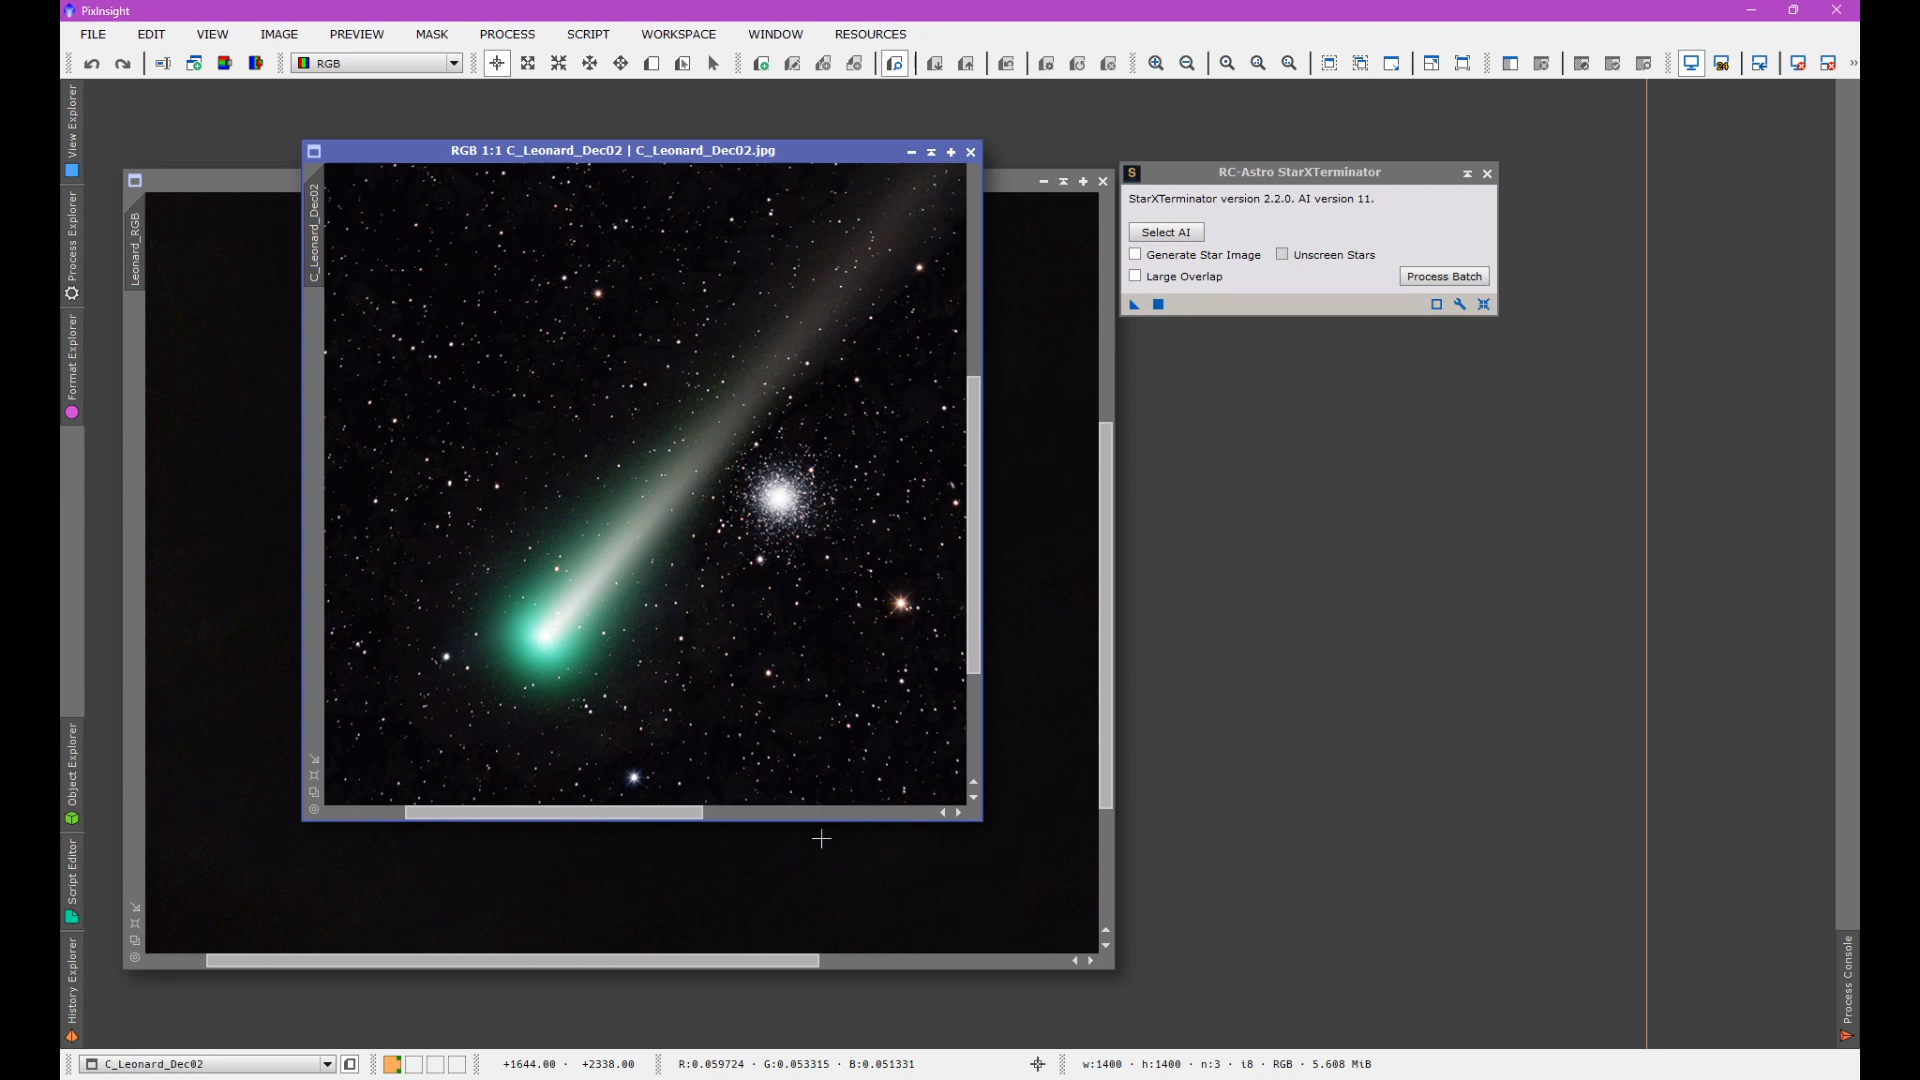 PixInsight
FILE EDIT VIEW IMAGE PREVIEW MASK PROCESS SCRIPT WORKSPACE WINDOW RESOURCES
RGB
24
View Explorer
Process Explorer
Format Explorer
Object Explorer
Script Editor
History Explorer
Leonard_RGB
RGB 1:1 C_Leonard_Dec02 | C_Leonard_Dec02.jpg
C_Leonard_Dec02
S
RC-Astro StarXTerminator
StarXTerminator version 2.2.0. AI version 11.
Select AI
Generate Star Image Unscreen Stars
Large Overlap Process Batch
Process Console
C_Leonard_Dec02 +1644.00 · +2338.00 R:0.059724 · G:0.053315 · B:0.051331 w:1400 · h:1400 · n:3 · i8 · RGB · 5.608 MiB